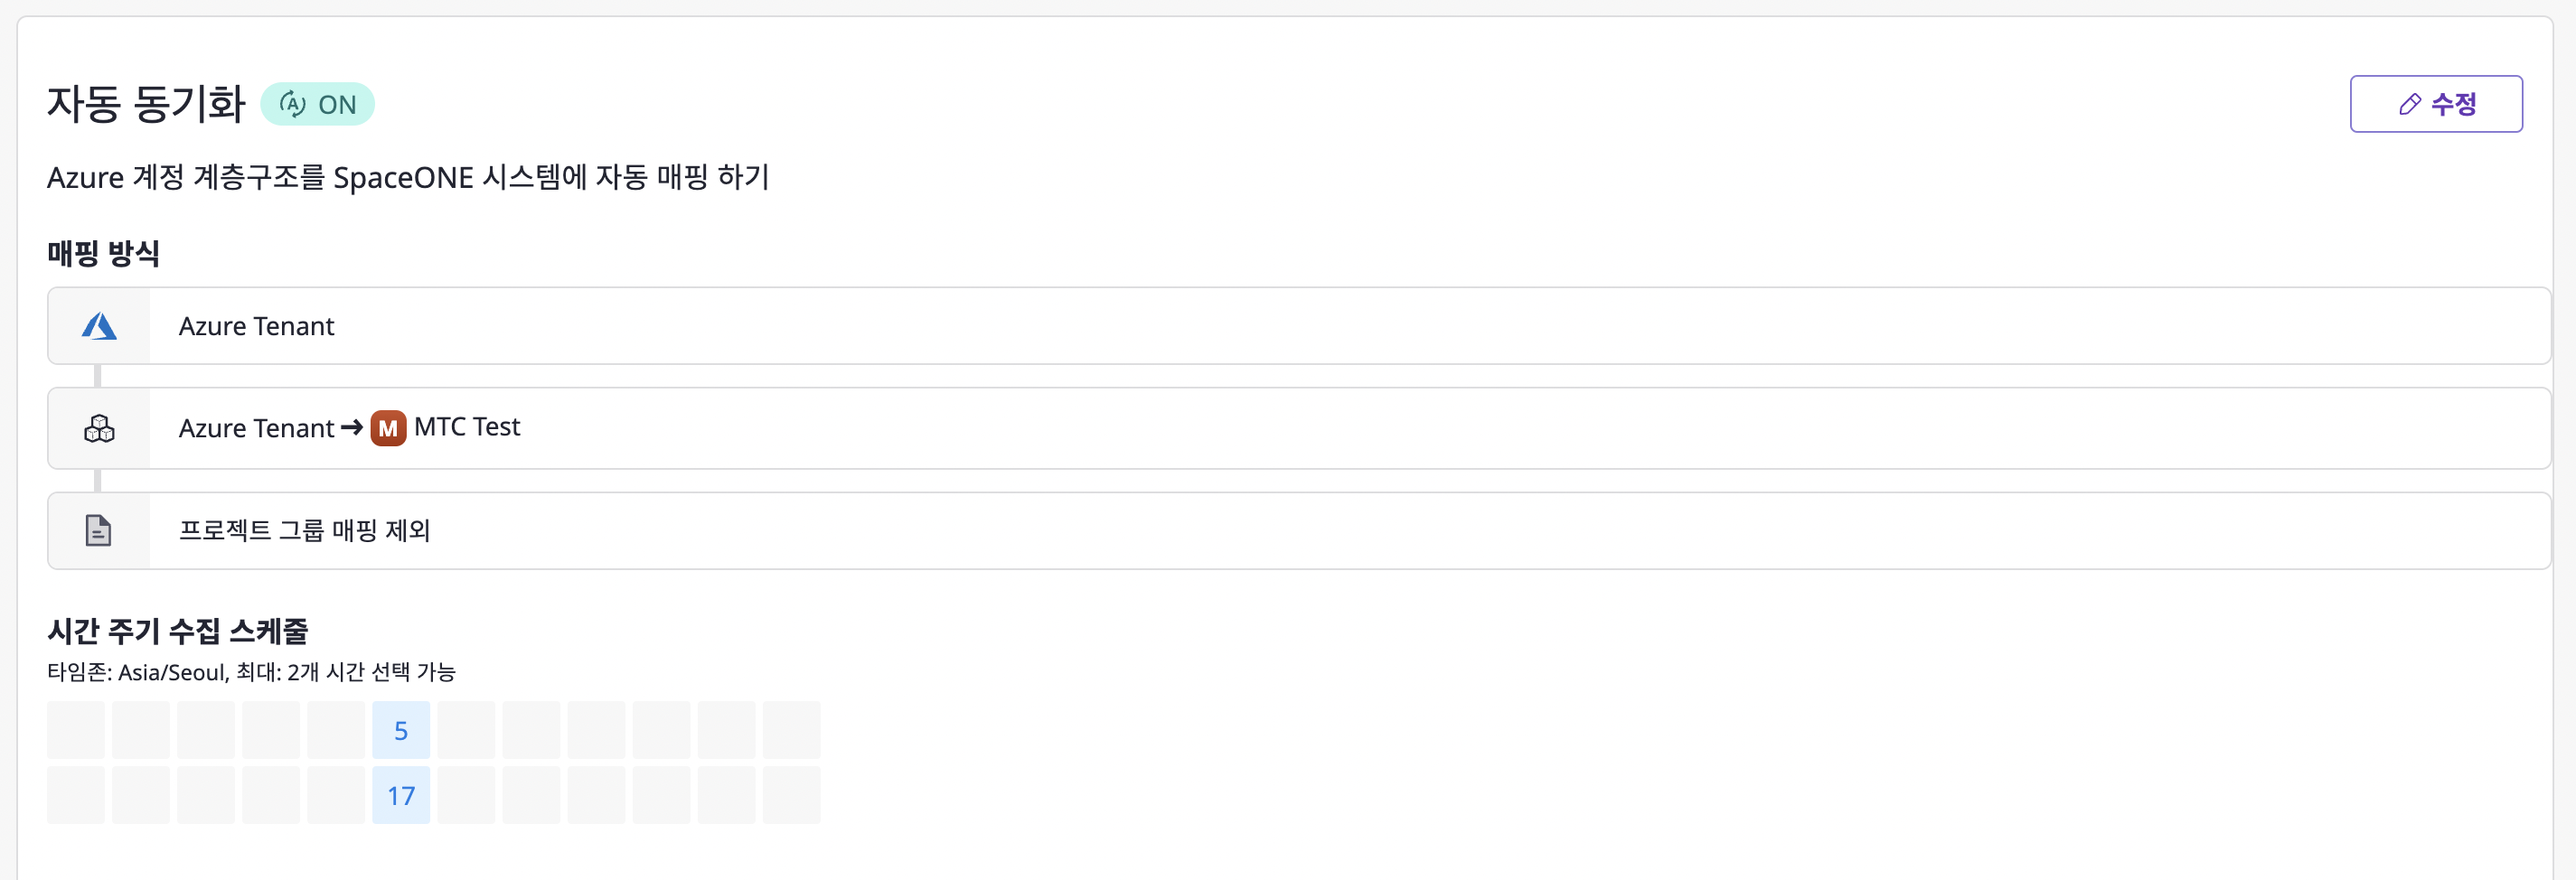 자동 동기화 A ON
수정
Azure 계정 계층구조를 SpaceONE 시스템에 자동 매핑 하기
매핑 방식
Azure Tenant
Azure Tenant → M MTC Test
프로젝트 그룹 매핑 제외
시간 주기 수집 스케줄
타임존: Asia/Seoul, 최대: 2개 시간 선택 가능
5
17